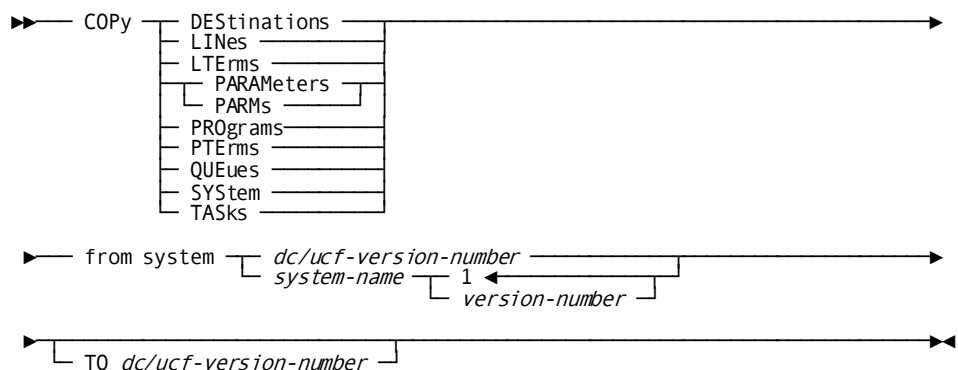 COPy DEStinations
LINes
LTErms
PARAMeters
PARMs
PROgrams
PTErms
QUEues
SYStem
TASks
from system dc/ucf-version-number
system-name 1
version-number
TO dc/ucf-version-number